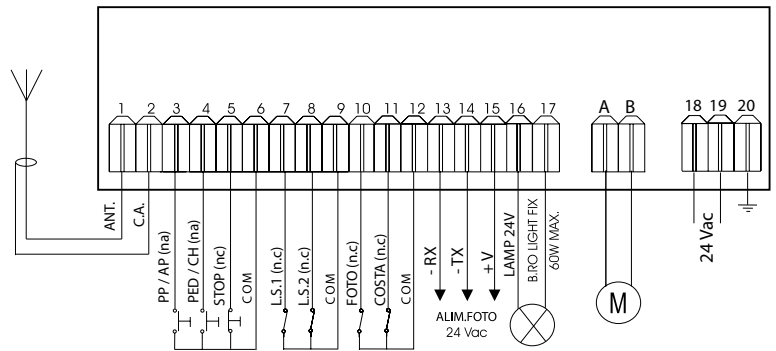 1 2 3 4 5 6 7 8 9 10 11 12 13 14 15 16 17 A B 18 19 20
ANT.
C.A.
PP / AP (na)
PED / CH (na)
STOP (nc)
COM
L.S.1 (n.c)
L.S.2 (n.c)
COM
FOTO (n.c)
COSTA (n.c)
COM
- RX
- TX
+ V
LAMP 24V
B.RO LIGHT FIX
60W MAX.
24 Vac
ALIM.FOTO
24 Vac
M